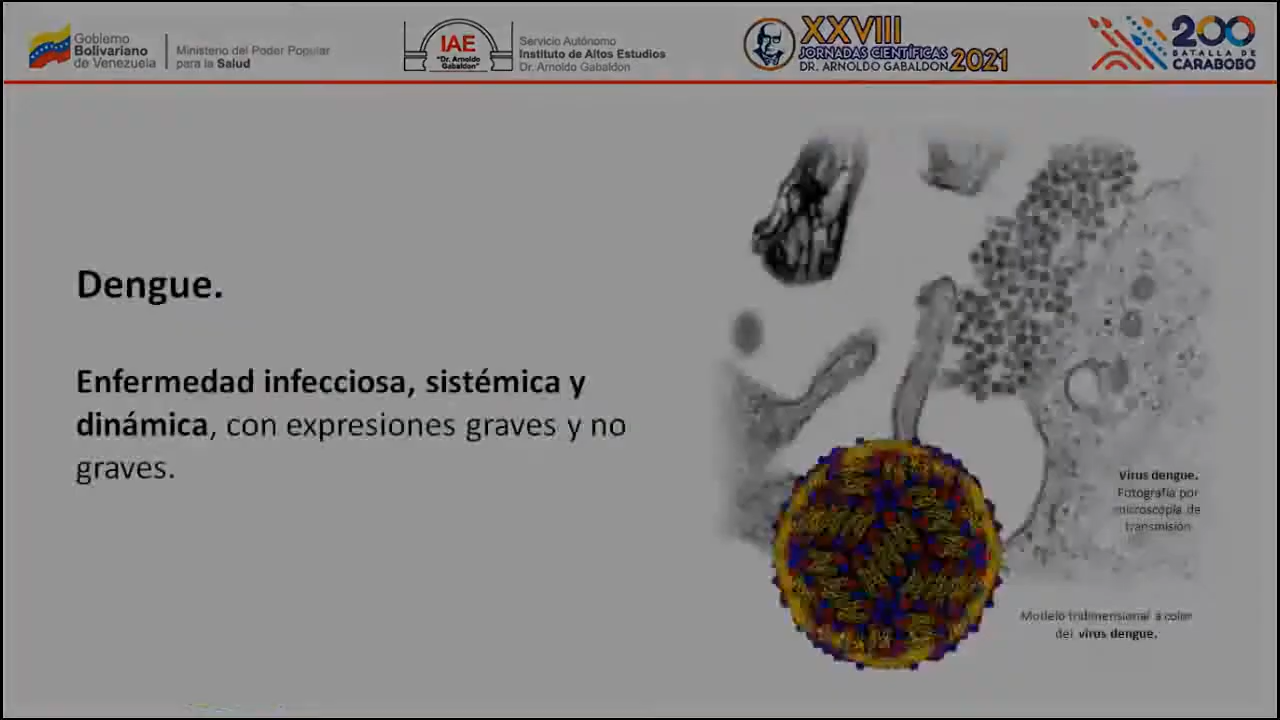 Gobierno
Bolivariano
de Venezuela
Ministerio del Poder Popular
para la Salud
IAE
"Dr. Arnoldo
Gabaldon"
Servicio Autónomo
Instituto de Altos Estudios
Dr. Arnoldo Gabaldon
XXVIII
JORNADAS CIENTÍFICAS
DR. ARNOLDO GABALDON
2021
200
BATALLA DE
CARABOBO
Dengue.
Enfermedad infecciosa, sistémica y
dinámica, con expresiones graves y no
graves.
Virus dengue.
Fotografía por
microscopía de
transmisión
Modelo tridimensional a color
del virus dengue.